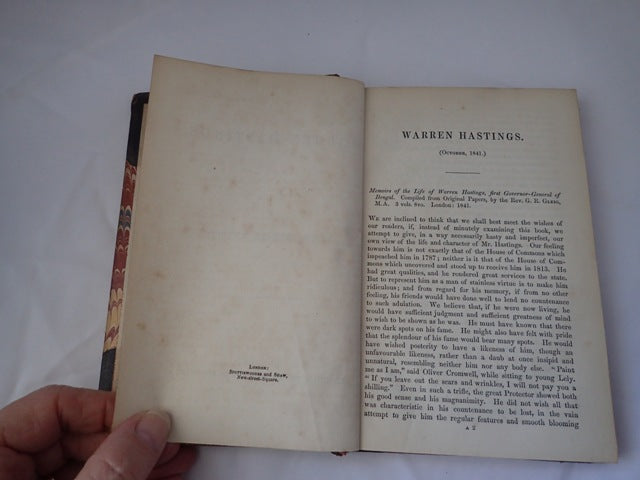 London:
Spottiswoodes and Shaw,
New-street-Square.
WARREN HASTINGS.
(October, 1841.)
Memoirs of the Life of Warren Hastings, first Governor-General of
Bengal. Compiled from Original Papers, by the Rev. G. R. Gleig,
M.A. 3 vols. 8vo. London: 1841.
We are inclined to think that we shall best meet the wishes of
our readers, if, instead of minutely examining this book, we
attempt to give, in a way necessarily hasty and imperfect, our
own view of the life and character of Mr. Hastings. Our feeling
towards him is not exactly that of the House of Commons which
impeached him in 1787; neither is it that of the House of Com-
mons which uncovered and stood up to receive him in 1813. He
had great qualities, and he rendered great services to the state.
But to represent him as a man of stainless virtue is to make him
ridiculous; and from regard for his memory, if from no other
feeling, his friends would have done well to lend no countenance
to such adulation. We believe that, if he were now living, he
would have sufficient judgment and sufficient greatness of mind
to wish to be shown as he was. He must have known that there
were dark spots on his fame. He might also have felt with pride
that the splendour of his fame would bear many spots. He would
have wished posterity to have a likeness of him, though an
unfavourable likeness, rather than a daub at once insipid and
unnatural, resembling neither him nor any body else. "Paint
me as I am," said Oliver Cromwell, while sitting to young Lely.
"If you leave out the scars and wrinkles, I will not pay you a
shilling." Even in such a trifle, the great Protector showed both
his good sense and his magnanimity. He did not wish all that
was characteristic in his countenance to be lost, in the vain
attempt to give him the regular features and smooth blooming
A 2